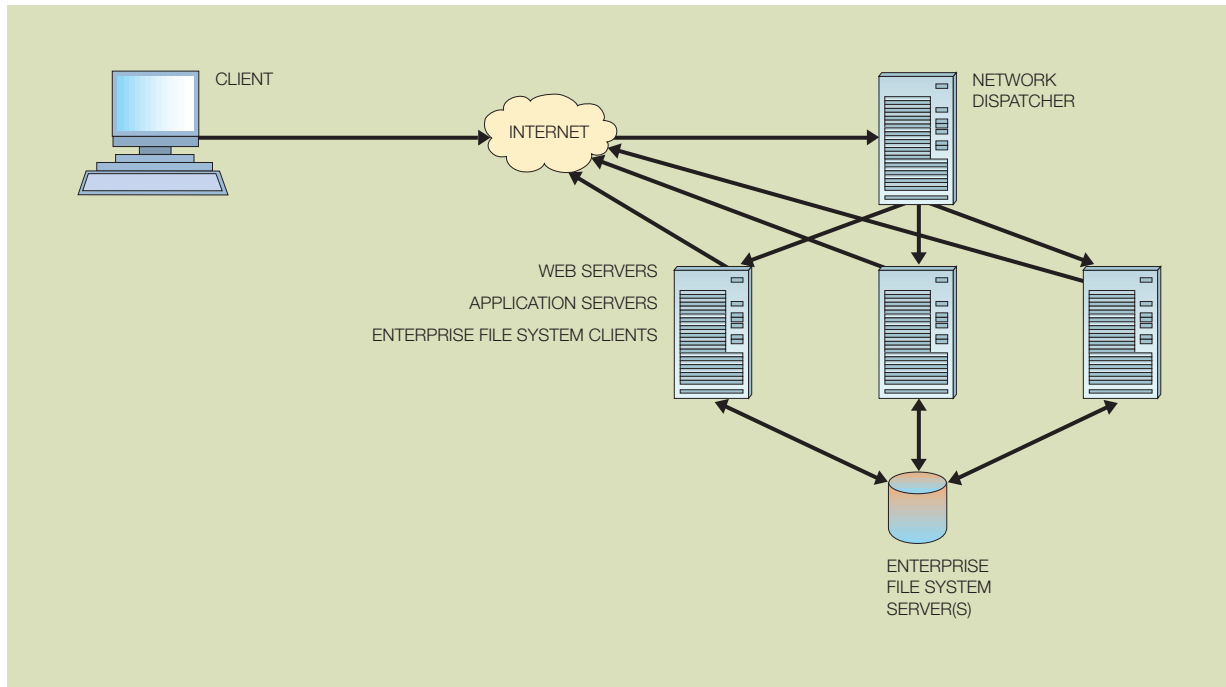 CLIENT
INTERNET
NETWORK
DISPATCHER
WEB SERVERS
APPLICATION SERVERS
ENTERPRISE FILE SYSTEM CLIENTS
ENTERPRISE
FILE SYSTEM
SERVER(S)